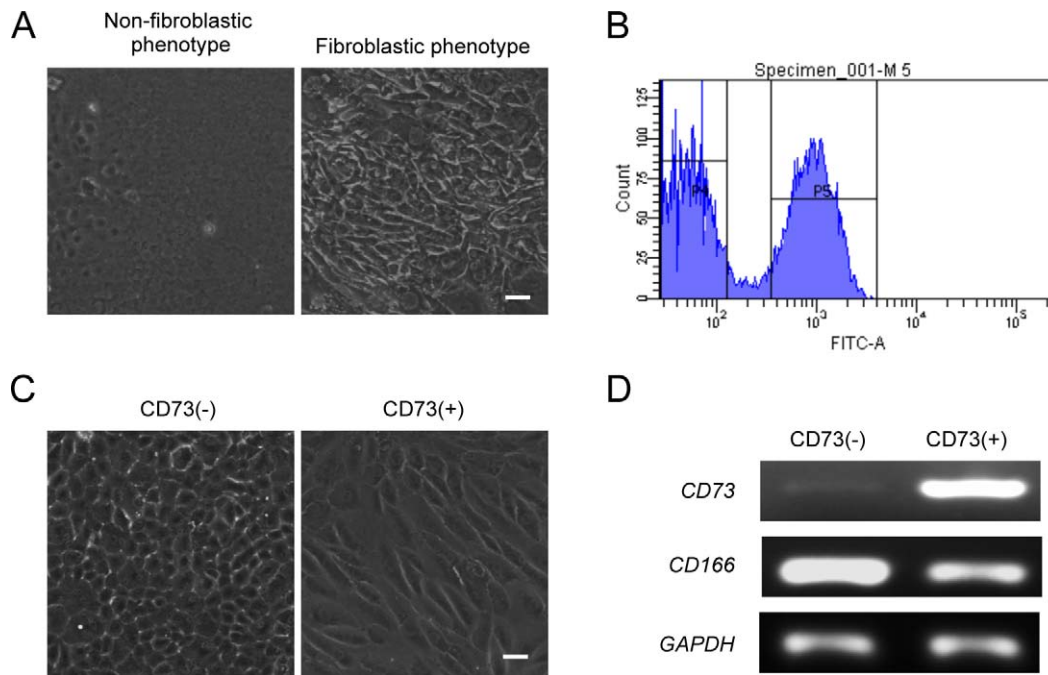 A
Non-fibroblastic
phenotype
Fibroblastic phenotype
B
Specimen_001-M 5
Count
125
100
75
50
25
0
P4
P5
10²
10³
10⁴
10⁵
FITC-A
C
CD73(-)
CD73(+)
D
CD73(-)
CD73(+)
CD73
CD166
GAPDH